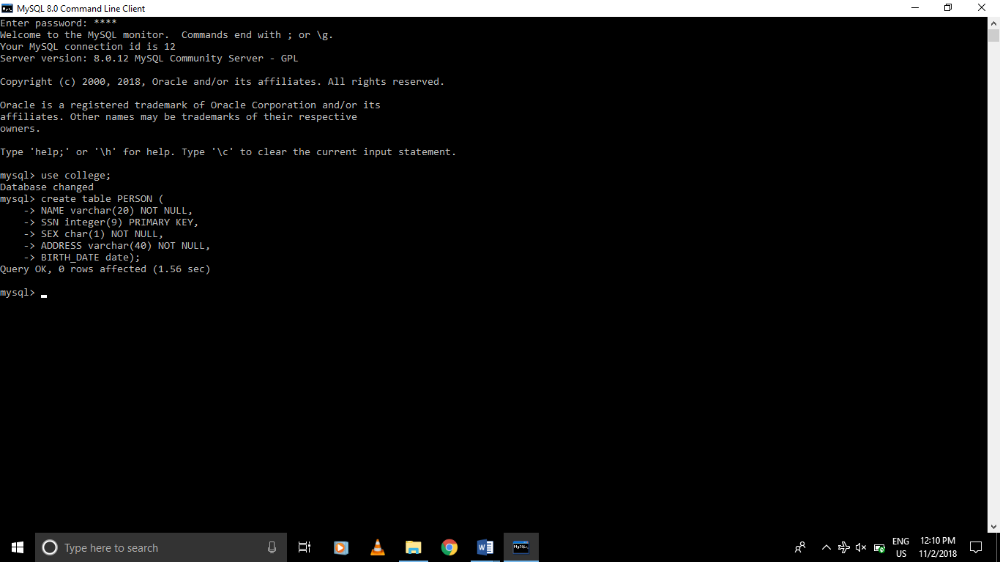 MySQL 8.0 Command Line Client
Enter password: ****
Welcome to the MySQL monitor.  Commands end with ; or \g.
Your MySQL connection id is 12
Server version: 8.0.12 MySQL Community Server - GPL
Copyright (c) 2000, 2018, Oracle and/or its affiliates. All rights reserved.
Oracle is a registered trademark of Oracle Corporation and/or its
affiliates. Other names may be trademarks of their respective
owners.
Type 'help;' or '\h' for help. Type '\c' to clear the current input statement.
mysql> use college;
Database changed
mysql> create table PERSON (
    -> NAME varchar(20) NOT NULL,
    -> SSN integer(9) PRIMARY KEY,
    -> SEX char(1) NOT NULL,
    -> ADDRESS varchar(40) NOT NULL,
    -> BIRTH_DATE date);
Query OK, 0 rows affected (1.56 sec)
mysql>
Type here to search
ENG
US
12:10 PM
11/2/2018